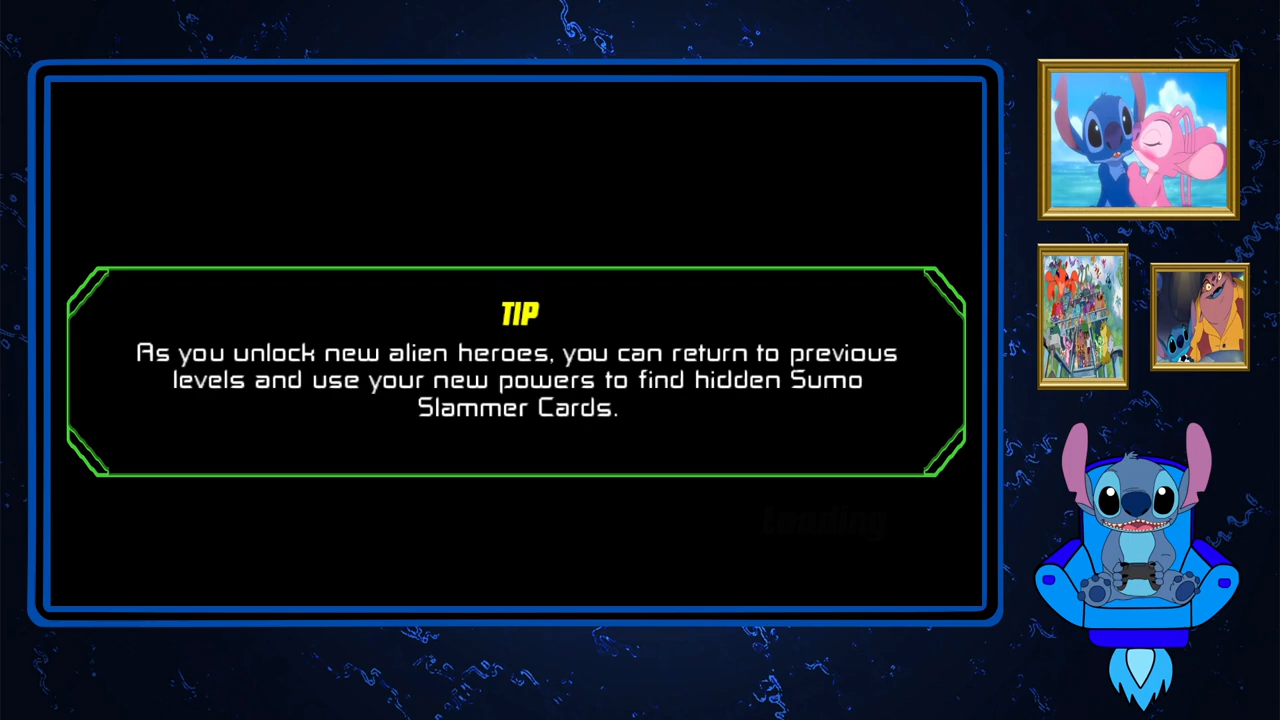 TIP
As you unlock new alien heroes, you can return to previous
levels and use your new powers to find hidden Sumo
Slammer Cards.
Loading